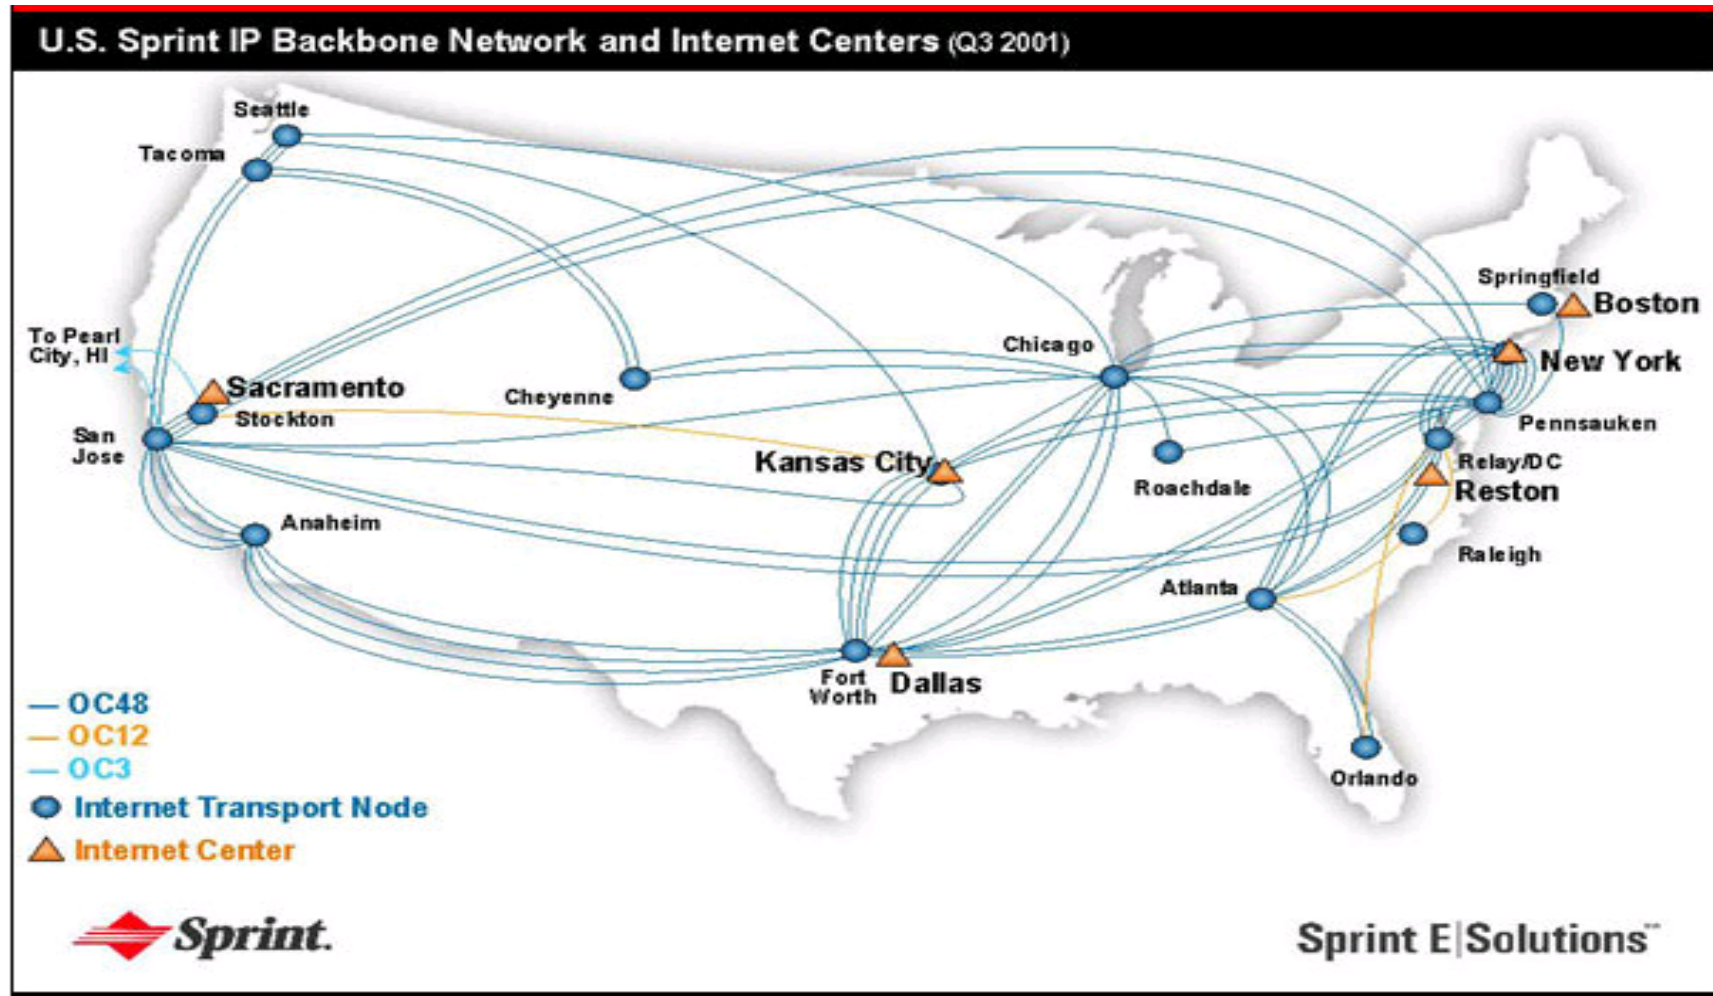 U.S. Sprint IP Backbone Network and Internet Centers (Q3 2001)
Seattle
Tacoma
Springfield
Boston
To Pearl
City, HI
Chicago
New York
Sacramento
Cheyenne
Stockton
Pennsauken
San
Jose
Kansas City
Relay/DC
Roachdale
Reston
Anaheim
Raleigh
Atlanta
Fort
Worth
Dallas
OC48
OC12
OC3
Orlando
Internet Transport Node
Internet Center
Sprint.
Sprint E|Solutions